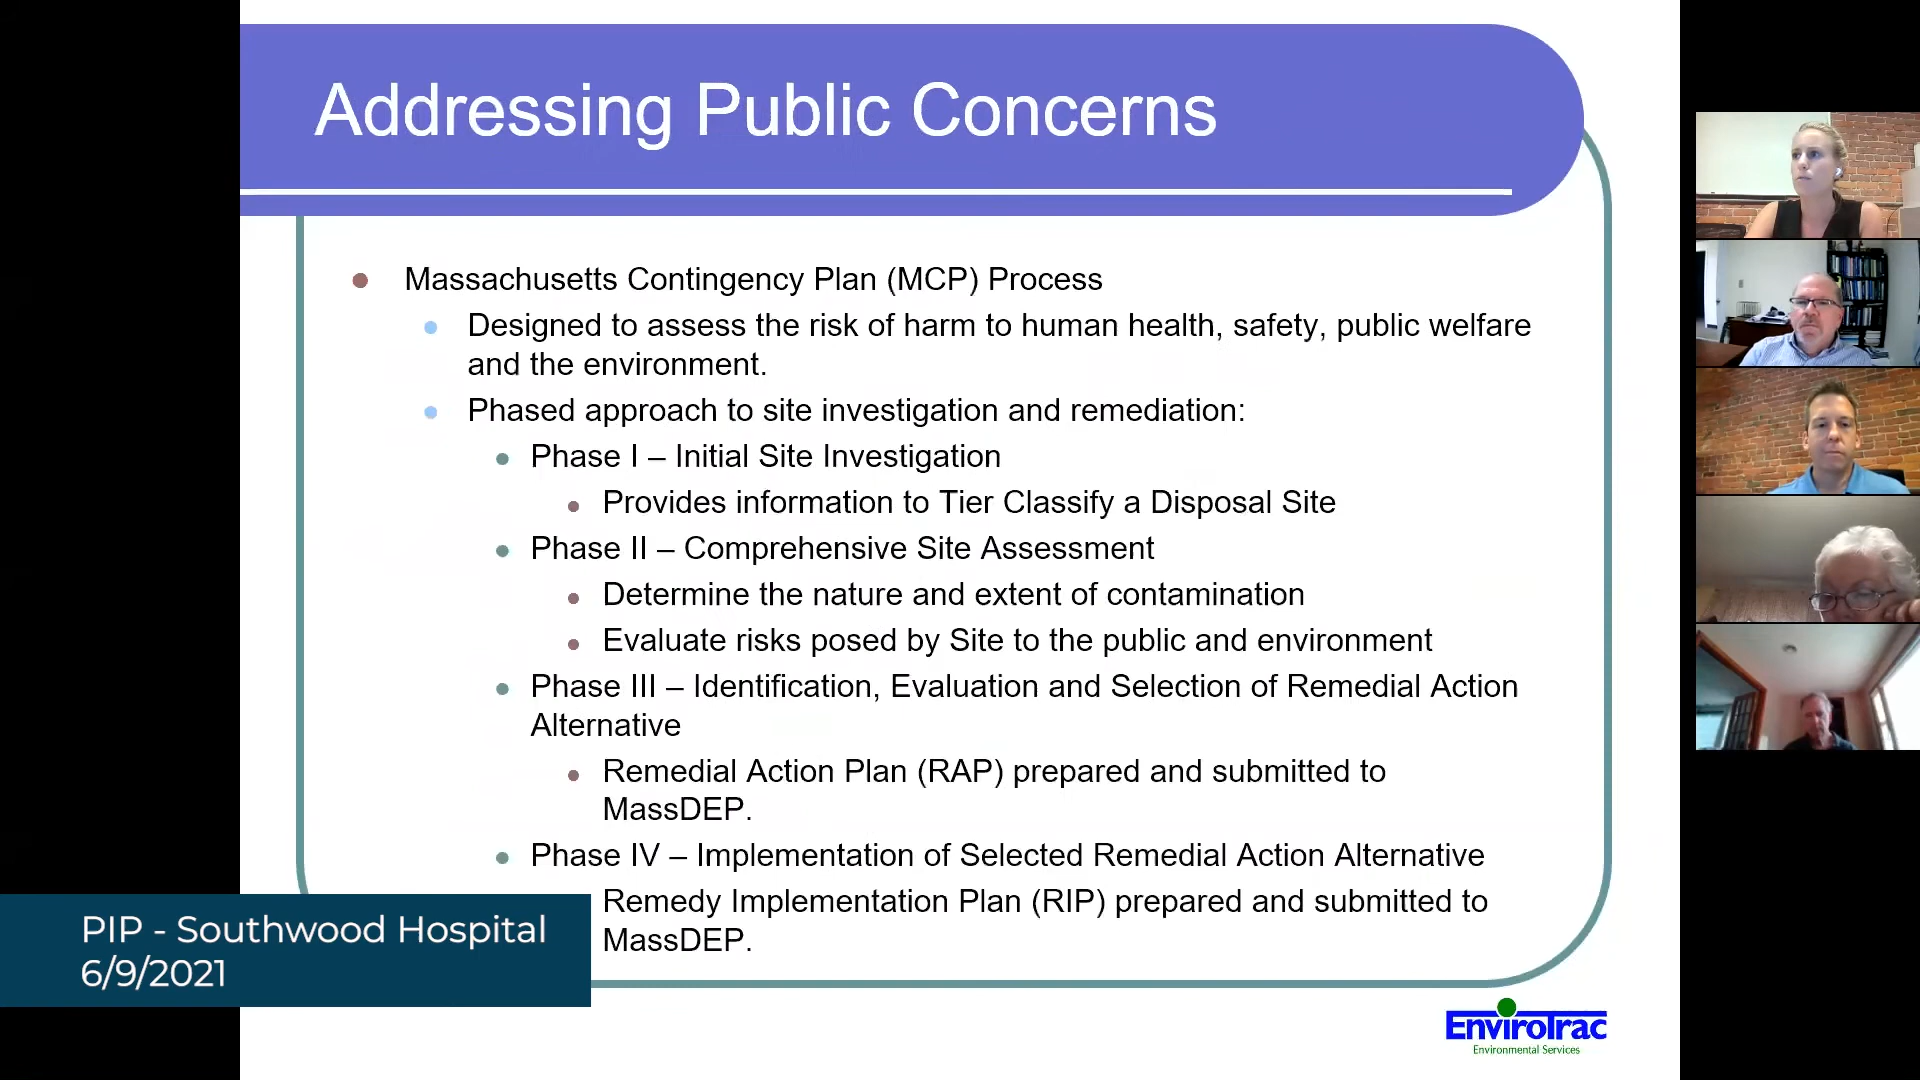 Addressing Public Concerns
Massachusetts Contingency Plan (MCP) Process
Designed to assess the risk of harm to human health, safety, public welfare
and the environment.
Phased approach to site investigation and remediation:
Phase I – Initial Site Investigation
Provides information to Tier Classify a Disposal Site
Phase II – Comprehensive Site Assessment
Determine the nature and extent of contamination
Evaluate risks posed by Site to the public and environment
Phase III – Identification, Evaluation and Selection of Remedial Action
Alternative
Remedial Action Plan (RAP) prepared and submitted to
MassDEP.
Phase IV – Implementation of Selected Remedial Action Alternative
Remedy Implementation Plan (RIP) prepared and submitted to
MassDEP.
PIP - Southwood Hospital
6/9/2021
EnviroTrac
Environmental Services